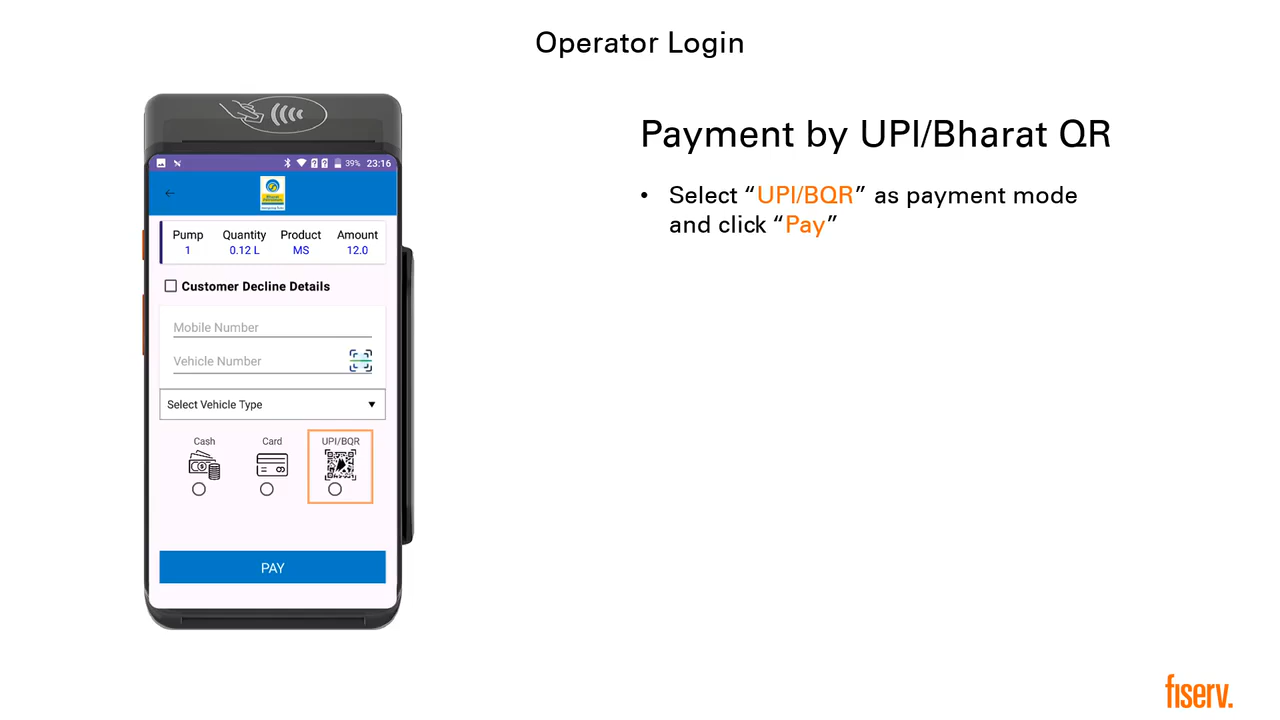 Operator Login
Payment by UPI/Bharat QR
• Select “UPI/BQR” as payment mode
and click “Pay”
39% 23:16
Pump Quantity Product Amount
1 0.12 L MS 12.0
Customer Decline Details
Mobile Number
Vehicle Number
Select Vehicle Type
Cash Card UPI/BQR
PAY
fiserv.